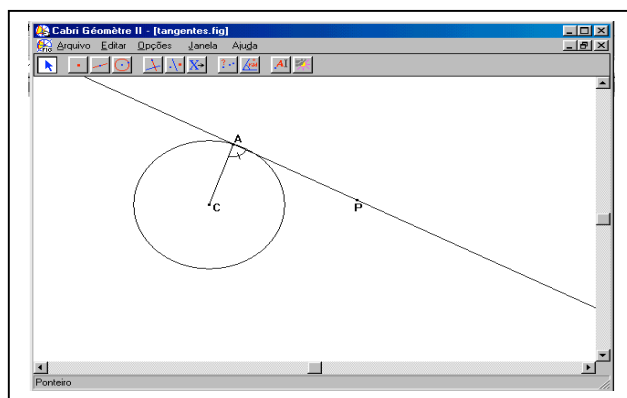 Cabri Géomètre II - [tangentes.fig]
Arquivo Editar Opções Janela Ajuda
A
C
P
Ponteiro